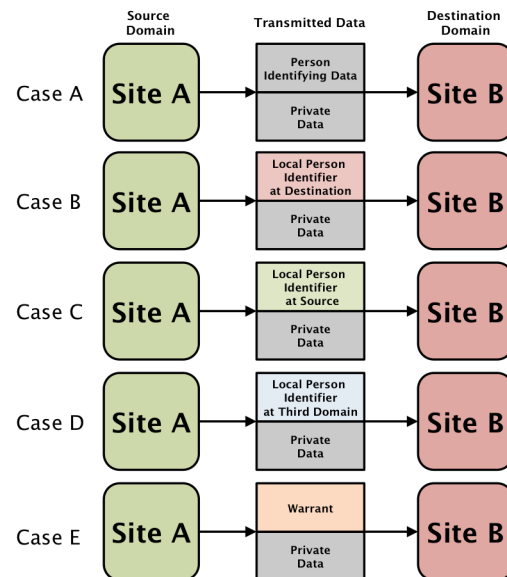 Source
Domain
Transmitted Data
Destination
Domain
Case A
Site A
Person
Identifying Data
Private
Data
Site B
Case B
Site A
Local Person
Identifier
at Destination
Private
Data
Site B
Case C
Site A
Local Person
Identifier
at Source
Private
Data
Site B
Case D
Site A
Local Person
Identifier
at Third Domain
Private
Data
Site B
Case E
Site A
Warrant
Private
Data
Site B